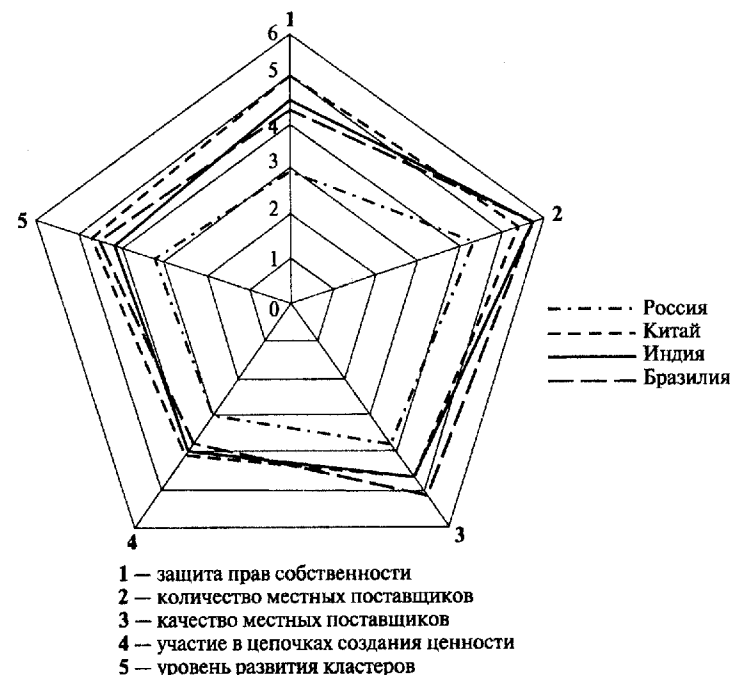 1
6
5
4
3
2
1
0
5
2
4
3
Россия
Китай
Индия
Бразилия
1 — защита прав собственности
2 — количество местных поставщиков
3 — качество местных поставщиков
4 — участие в цепочках создания ценности
5 — уровень развития кластеров